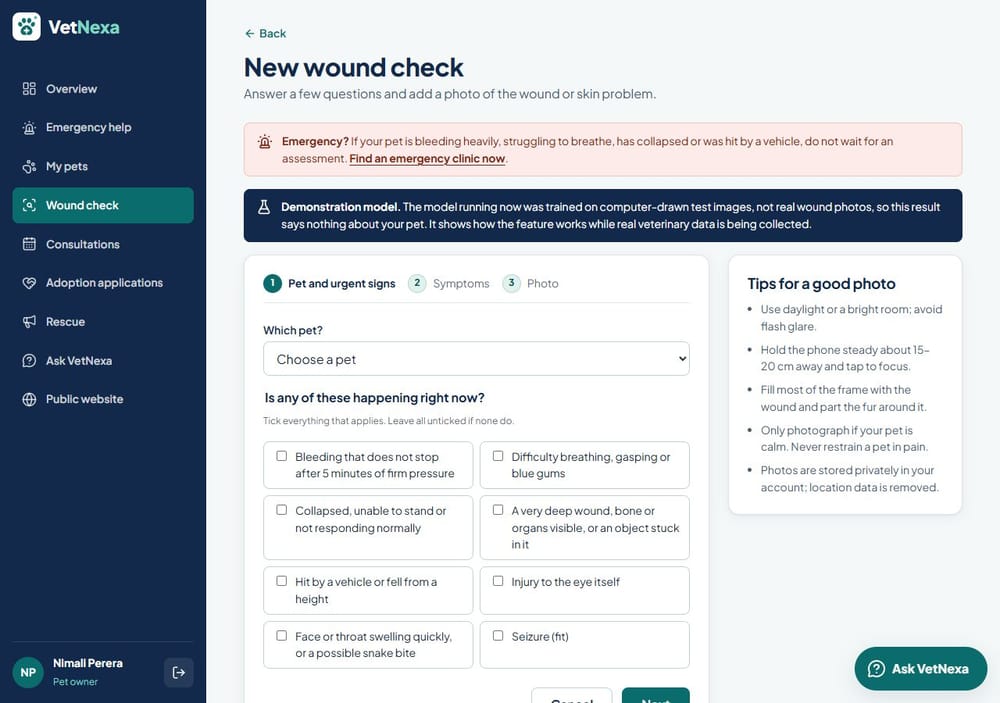 VetNexa
Overview
Emergency help
My pets
Wound check
Consultations
Adoption applications
Rescue
Ask VetNexa
Public website
NP
Nimali Perera
Pet owner
← Back
New wound check
Answer a few questions and add a photo of the wound or skin problem.
Emergency? If your pet is bleeding heavily, struggling to breathe, has collapsed or was hit by a vehicle, do not wait for an
assessment. Find an emergency clinic now.
Demonstration model. The model running now was trained on computer-drawn test images, not real wound photos, so this result
says nothing about your pet. It shows how the feature works while real veterinary data is being collected.
1 Pet and urgent signs 2 Symptoms 3 Photo
Which pet?
Choose a pet
Is any of these happening right now?
Tick everything that applies. Leave all unticked if none do.
Bleeding that does not stop
after 5 minutes of firm pressure
Difficulty breathing, gasping or
blue gums
Collapsed, unable to stand or
not responding normally
A very deep wound, bone or
organs visible, or an object stuck
in it
Hit by a vehicle or fell from a
height
Injury to the eye itself
Face or throat swelling quickly,
or a possible snake bite
Seizure (fit)
Cancel
Next
Tips for a good photo
• Use daylight or a bright room; avoid
flash glare.
• Hold the phone steady about 15–
20 cm away and tap to focus.
• Fill most of the frame with the
wound and part the fur around it.
• Only photograph if your pet is
calm. Never restrain a pet in pain.
• Photos are stored privately in your
account; location data is removed.
Ask VetNexa